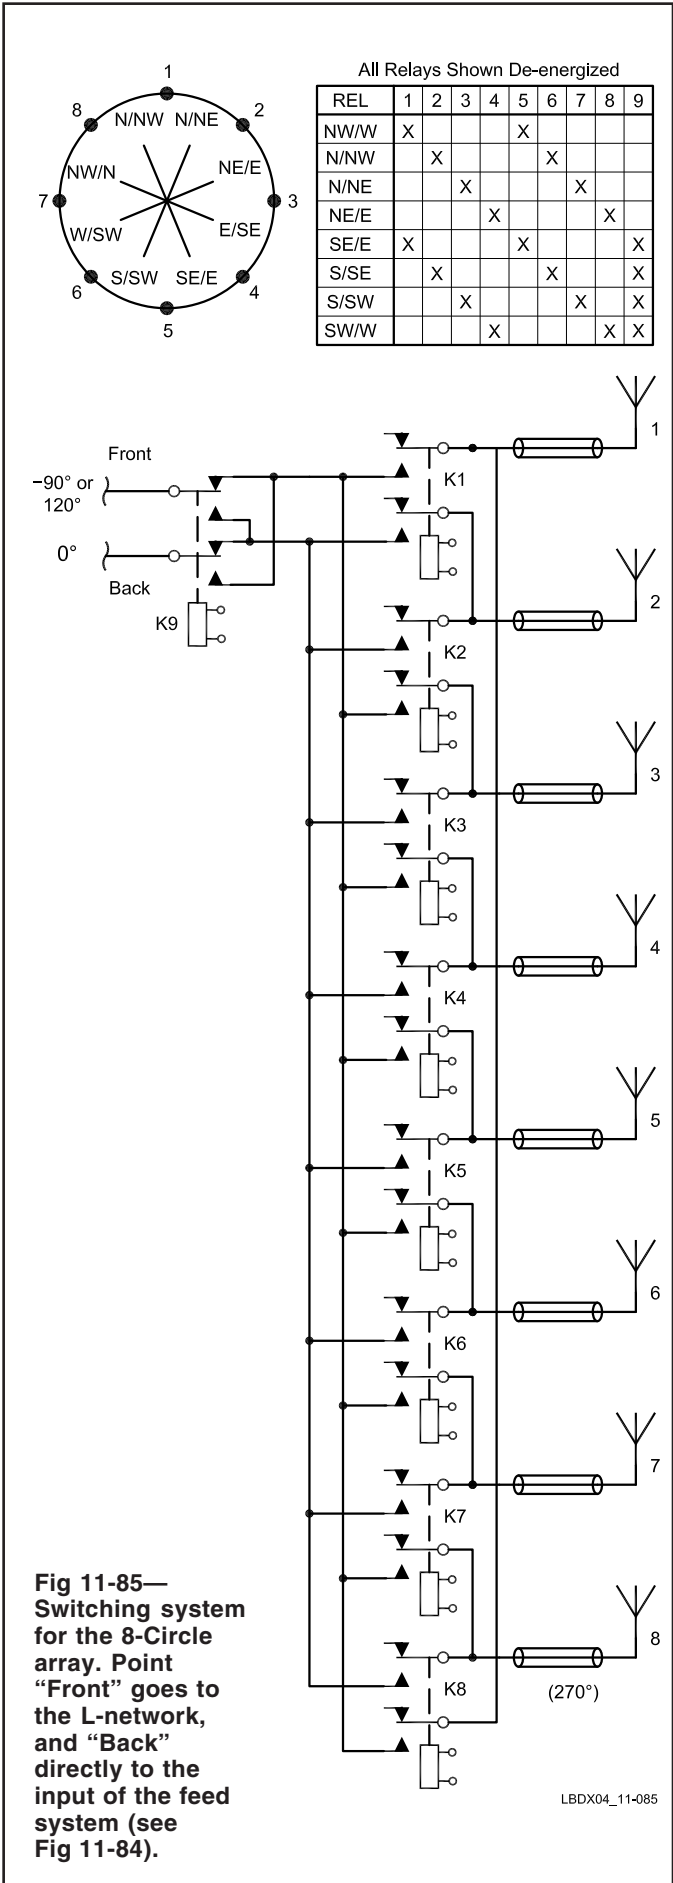 All Relays Shown De-energized
REL 1 2 3 4 5 6 7 8 9
NW/W X X
N/NW X X
N/NE X X
NE/E X X
SE/E X X X
S/SE X X X
S/SW X X X
SW/W X X X
1
8 N/NW N/NE 2
NW/N NE/E
7 3
W/SW E/SE
6 S/SW SE/E 4
5
Front
−90° or
120°
0°
Back
K9
K1
1
K2
2
K3
3
K4
4
K5
5
K6
6
K7
7
K8
8
(270°)
LBDX04_11-085
Fig 11-85—
Switching system
for the 8-Circle
array. Point
“Front” goes to
the L-network,
and “Back”
directly to the
input of the feed
system (see
Fig 11-84).